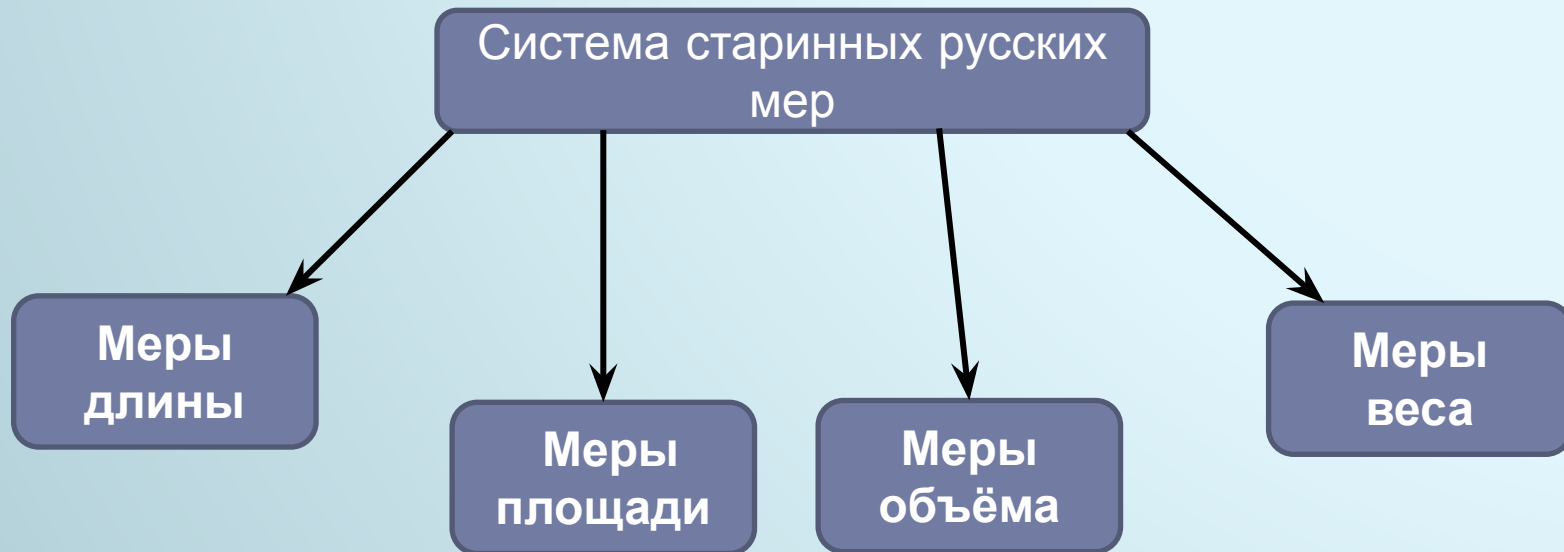 Система старинных русских
мер
Меры
длины
Меры
площади
Меры
объёма
Меры
веса